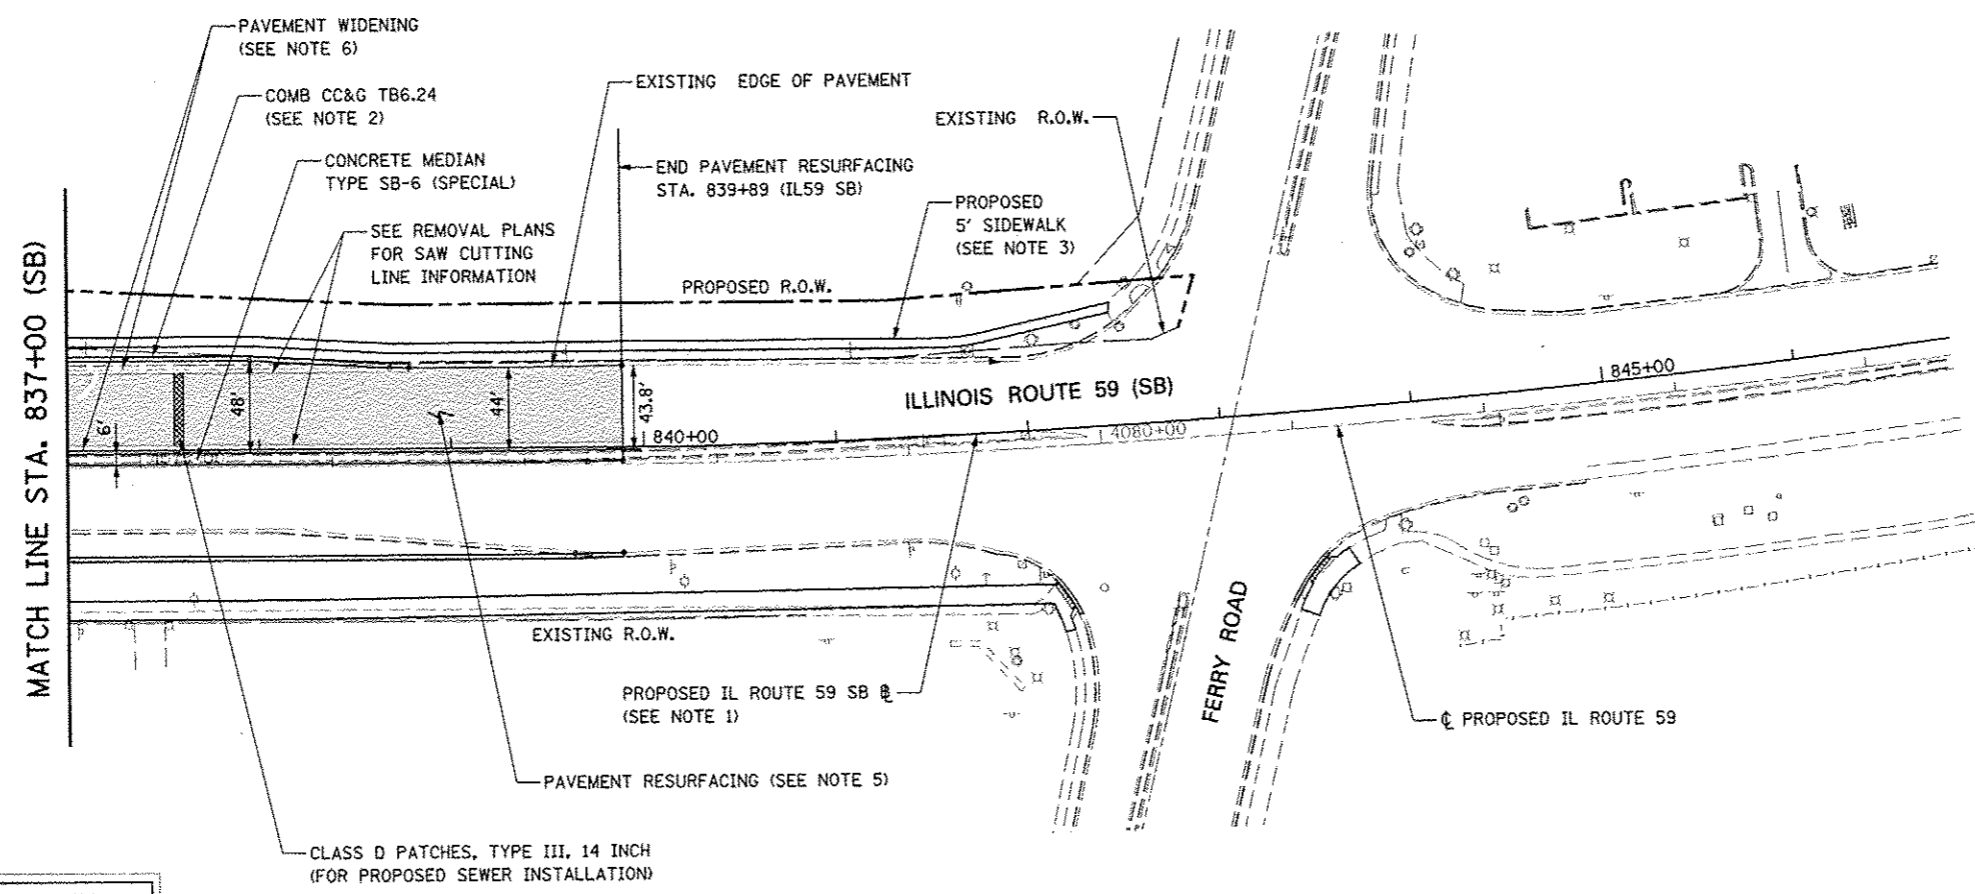 PAVEMENT WIDENING
(SEE NOTE 6)
COMB CC&G TB6.24
(SEE NOTE 2)
CONCRETE MEDIAN
TYPE SB-6 (SPECIAL)
SEE REMOVAL PLANS
FOR SAW CUTTING
LINE INFORMATION
EXISTING EDGE OF PAVEMENT
END PAVEMENT RESURFACING
STA. 839+89 (IL59 SB)
EXISTING R.O.W.
PROPOSED
5' SIDEWALK
(SEE NOTE 3)
PROPOSED R.O.W.
MATCH LINE STA. 837+00 (SB)
6'
48'
44'
43.8'
840+00
ILLINOIS ROUTE 59 (SB)
4080+00
845+00
EXISTING R.O.W.
PROPOSED IL ROUTE 59 SB ⅊
(SEE NOTE 1)
FERRY ROAD
℄ PROPOSED IL ROUTE 59
PAVEMENT RESURFACING (SEE NOTE 5)
CLASS D PATCHES, TYPE III, 14 INCH
(FOR PROPOSED SEWER INSTALLATION)